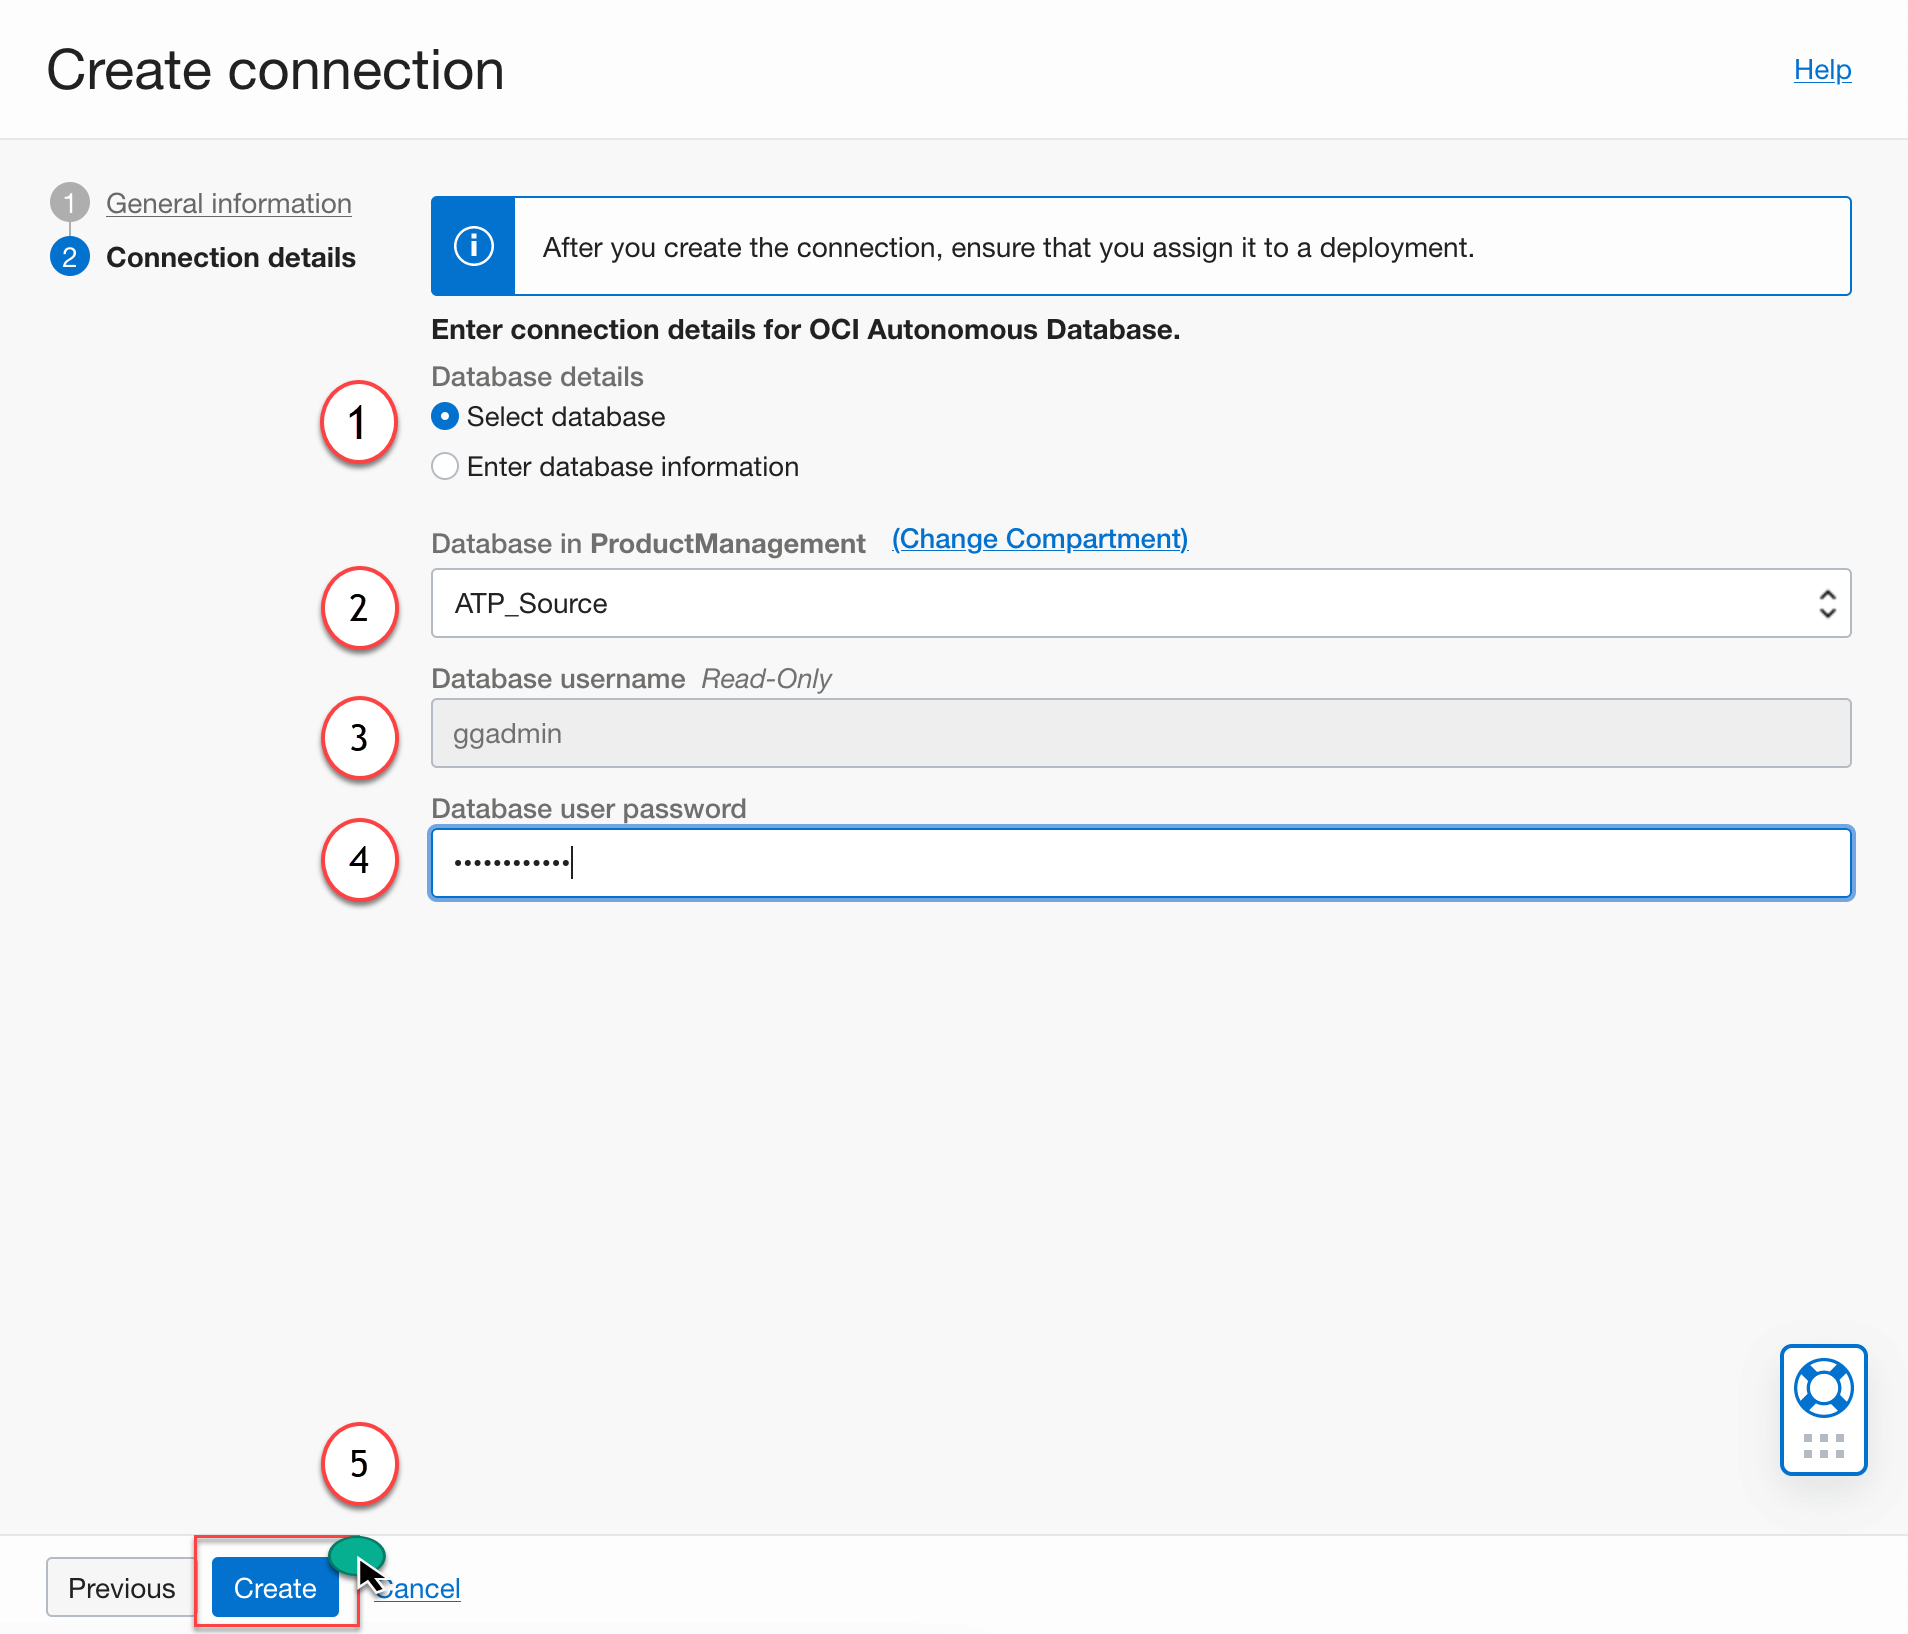 Create connection
Help
1 General information
2 Connection details
After you create the connection, ensure that you assign it to a deployment.
Enter connection details for OCI Autonomous Database.
Database details
1
Select database
Enter database information
Database in ProductManagement (Change Compartment)
2
ATP_Source
Database username Read-Only
3
ggadmin
Database user password
4
••••••••••••
5
Previous
Create
Cancel